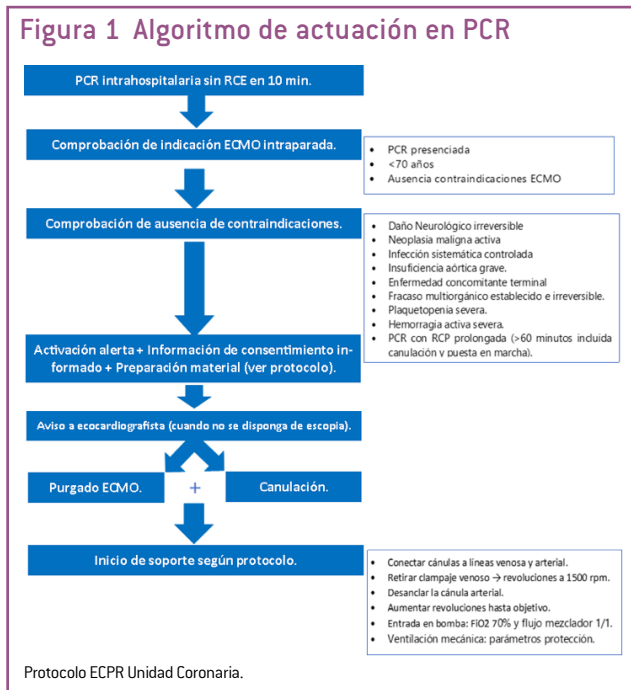 Figura 1 Algoritmo de actuación en PCR
PCR intrahospitalaria sin RCE en 10 min.
Comprobación de indicación ECMO intraparada.
• PCR presenciada
• <70 años
• Ausencia contraindicaciones ECMO
Comprobación de ausencia de contraindicaciones.
• Daño Neurológico irreversible
• Neoplasia maligna activa
• Infección sistemática controlada
• Insuficiencia aórtica grave.
• Enfermedad concomitante terminal
• Fracaso multiorgánico establecido e irreversible.
• Plaquetopenia severa.
• Hemorragia activa severa.
• PCR con RCP prolongada (>60 minutos incluida
canulación y puesta en marcha).
Activación alerta + Información de consentimiento in-
formado + Preparación material (ver protocolo).
Aviso a ecocardiografista (cuando no se disponga de escopia).
Purgado ECMO.
+
Canulación.
Inicio de soporte según protocolo.
• Conectar cánulas a líneas venosa y arterial.
• Retirar clampaje venoso → revoluciones a 1500 rpm.
• Desanclar la cánula arterial.
• Aumentar revoluciones hasta objetivo.
• Entrada en bomba: FiO2 70% y flujo mezclador 1/1.
• Ventilación mecánica: parámetros protección.
Protocolo ECPR Unidad Coronaria.